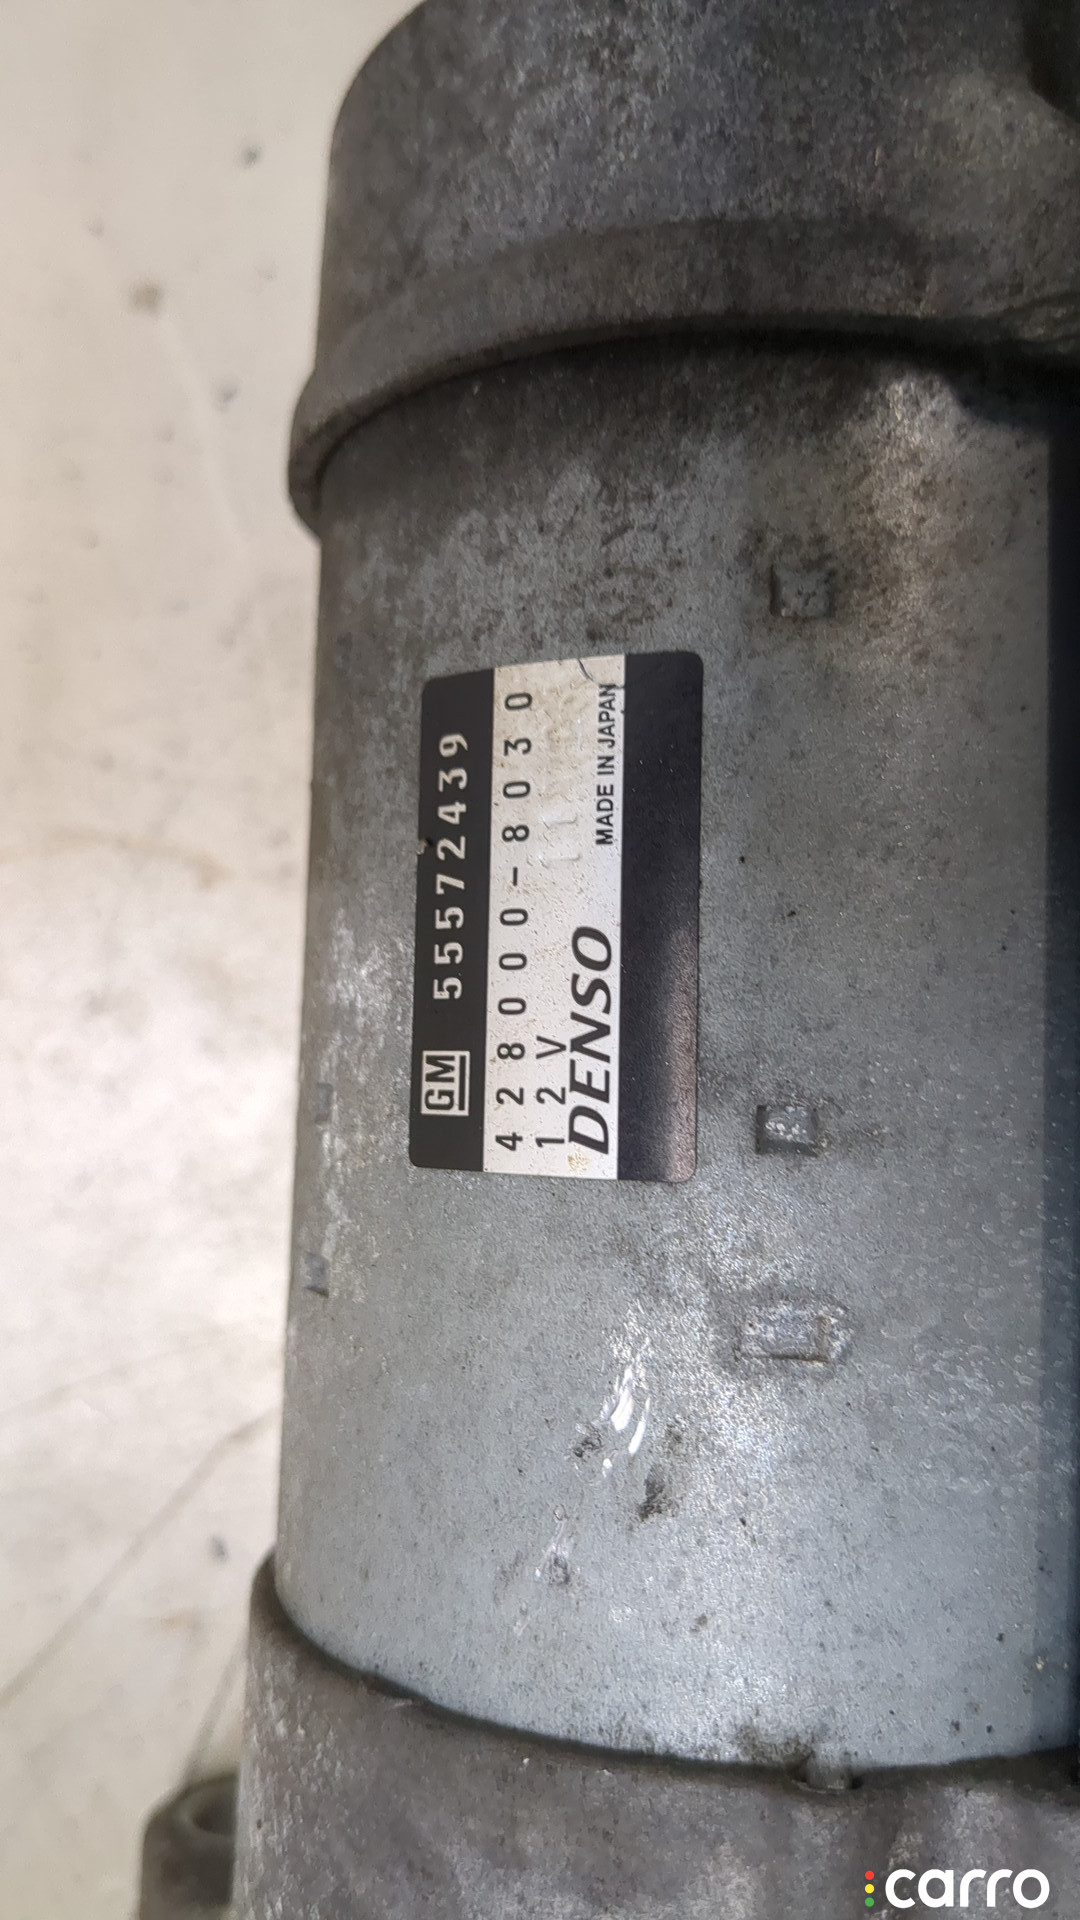 GM 55572439
428000-8030
12V
DENSO MADE IN JAPAN
carro